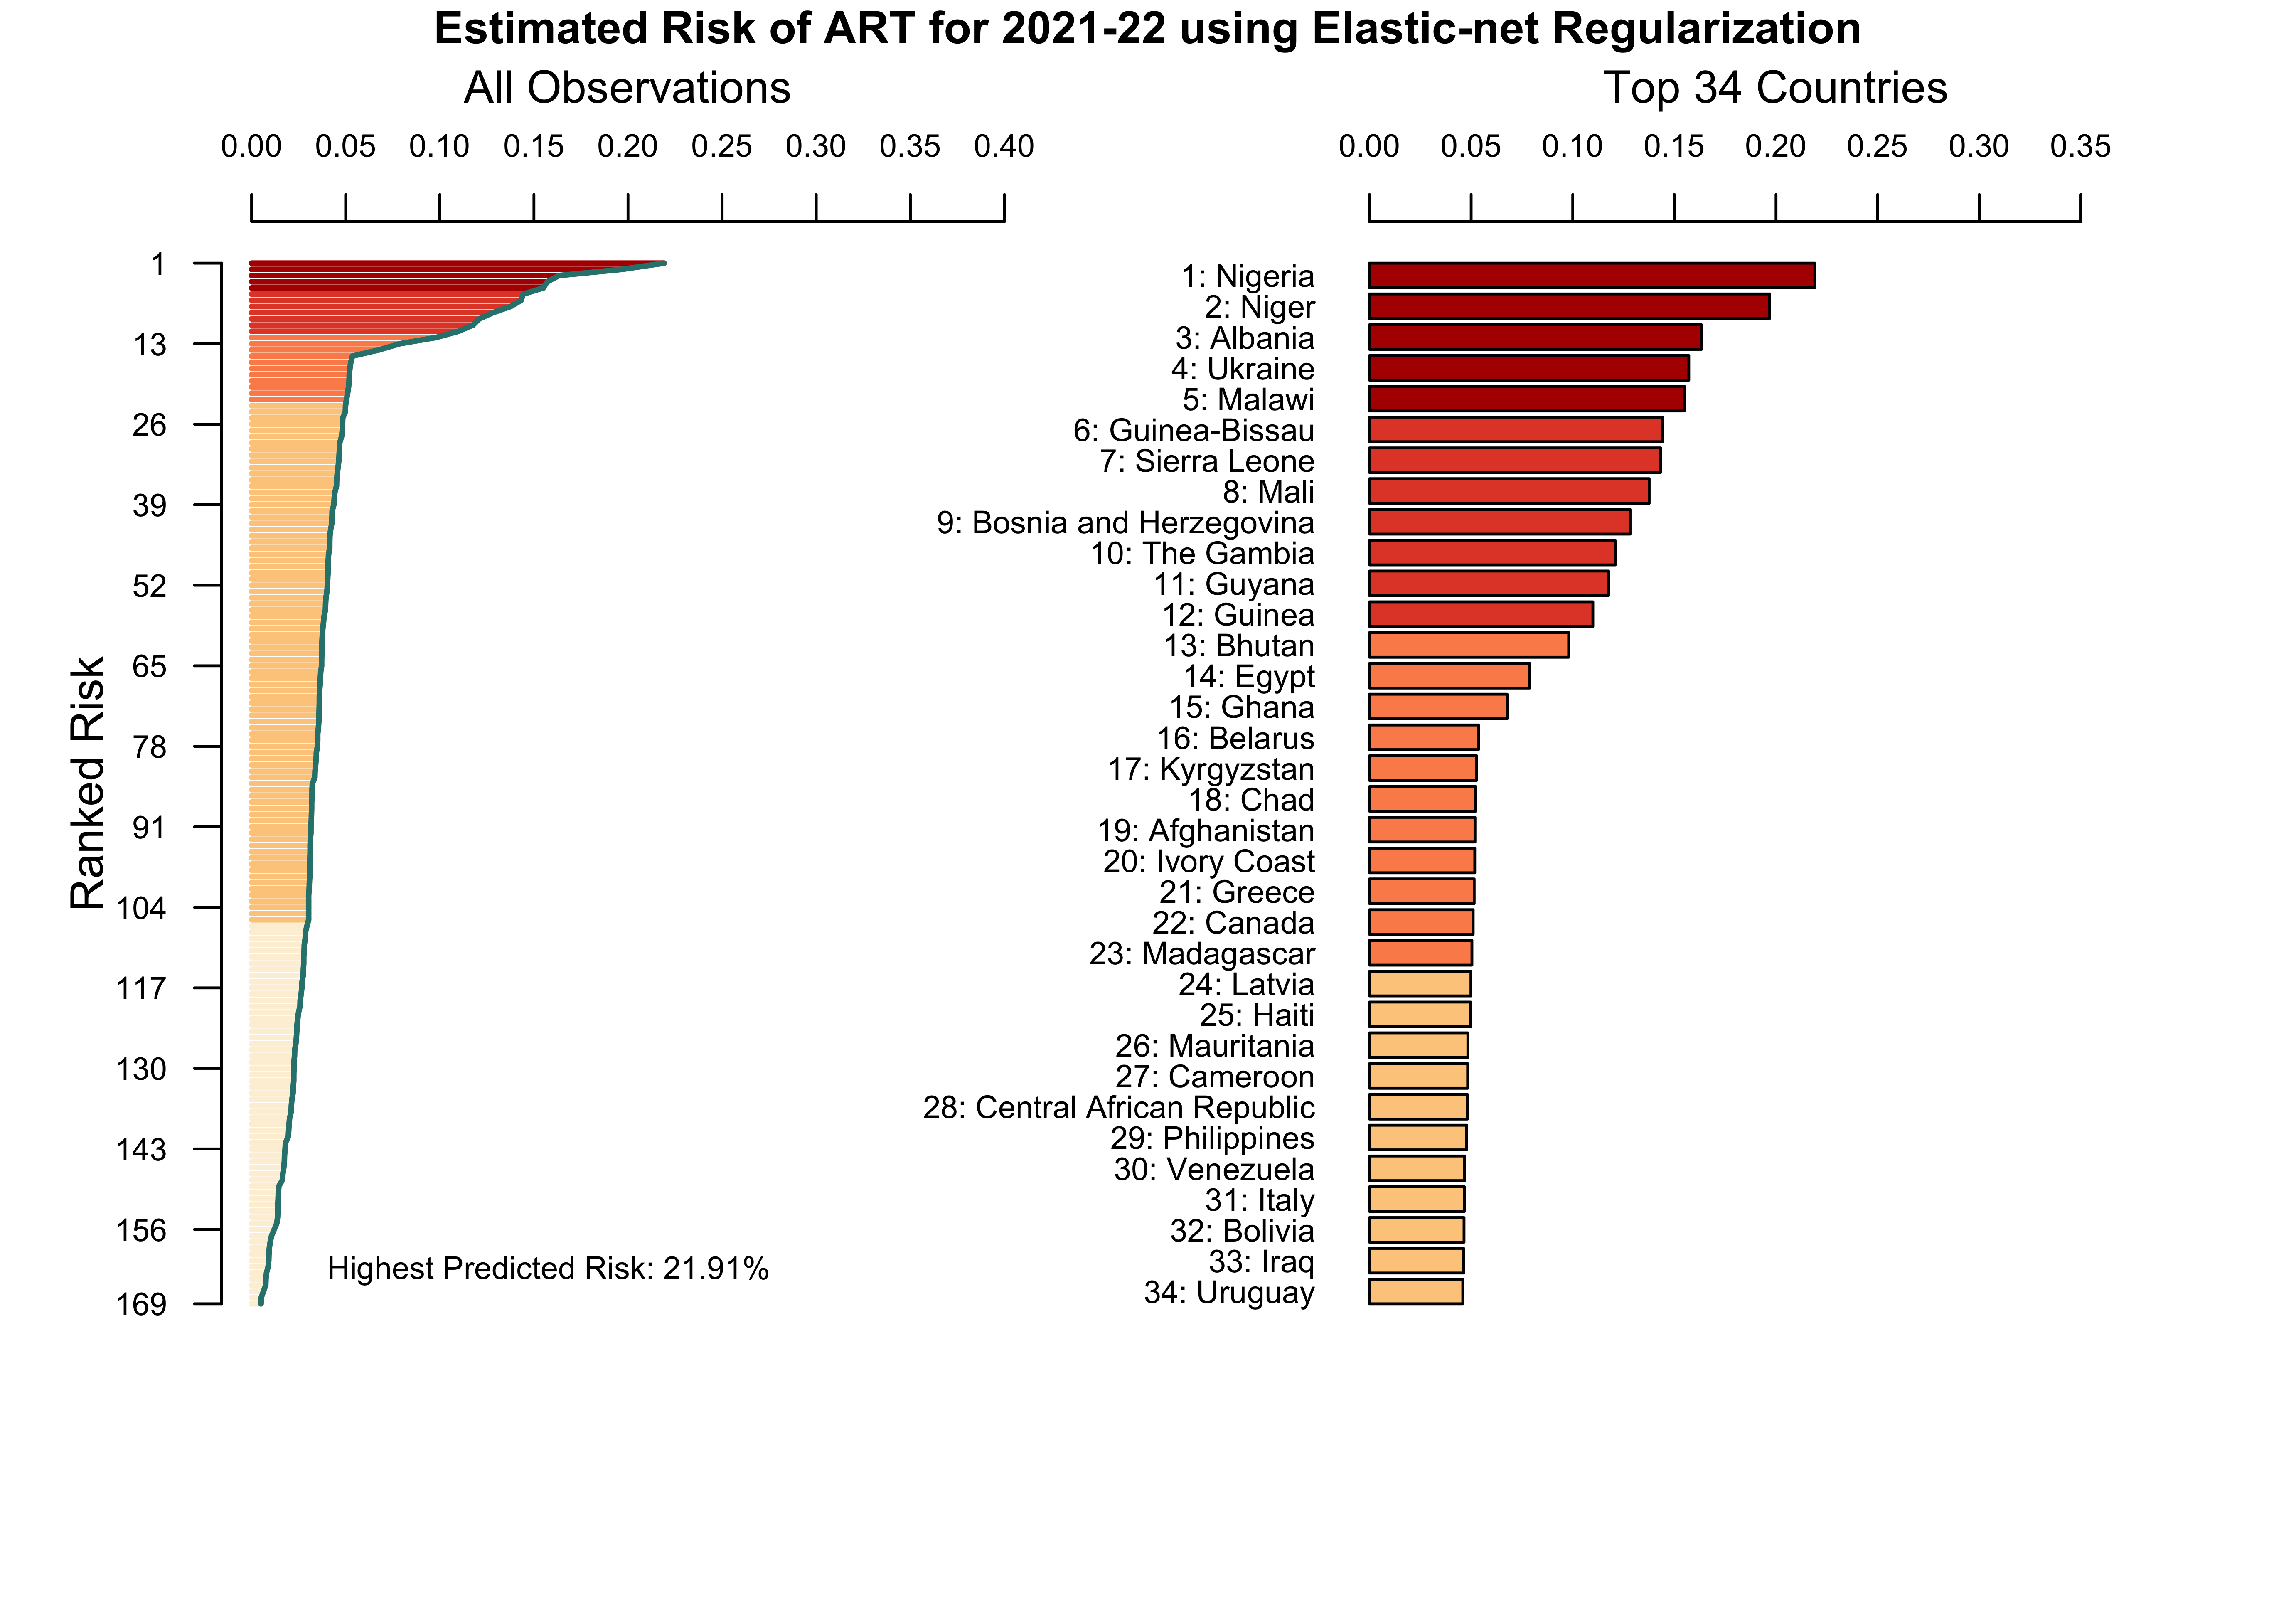 Estimated Risk of ART for 2021-22 using Elastic-net Regularization
All Observations
0.00 0.05 0.10 0.15 0.20 0.25 0.30 0.35 0.40
Ranked Risk
1
13
26
39
52
65
78
91
104
117
130
143
156
169
Highest Predicted Risk: 21.91%
Top 34 Countries
0.00 0.05 0.10 0.15 0.20 0.25 0.30 0.35
1: Nigeria
2: Niger
3: Albania
4: Ukraine
5: Malawi
6: Guinea-Bissau
7: Sierra Leone
8: Mali
9: Bosnia and Herzegovina
10: The Gambia
11: Guyana
12: Guinea
13: Bhutan
14: Egypt
15: Ghana
16: Belarus
17: Kyrgyzstan
18: Chad
19: Afghanistan
20: Ivory Coast
21: Greece
22: Canada
23: Madagascar
24: Latvia
25: Haiti
26: Mauritania
27: Cameroon
28: Central African Republic
29: Philippines
30: Venezuela
31: Italy
32: Bolivia
33: Iraq
34: Uruguay